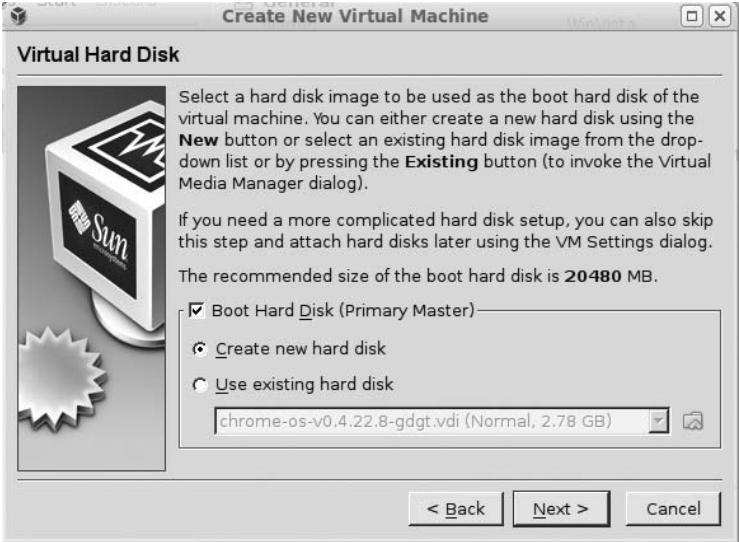 Start
General
Create New Virtual Machine
WinVista
Virtual Hard Disk
Select a hard disk image to be used as the boot hard disk of the
virtual machine. You can either create a new hard disk using the
New button or select an existing hard disk image from the drop-
down list or by pressing the Existing button (to invoke the Virtual
Media Manager dialog).
If you need a more complicated hard disk setup, you can also skip
this step and attach hard disks later using the VM Settings dialog.
The recommended size of the boot hard disk is 20480 MB.
Sun
microsystems
Boot Hard Disk (Primary Master)
Create new hard disk
Use existing hard disk
chrome-os-v0.4.22.8-gdgt.vdi (Normal, 2.78 GB)
< Back
Next >
Cancel